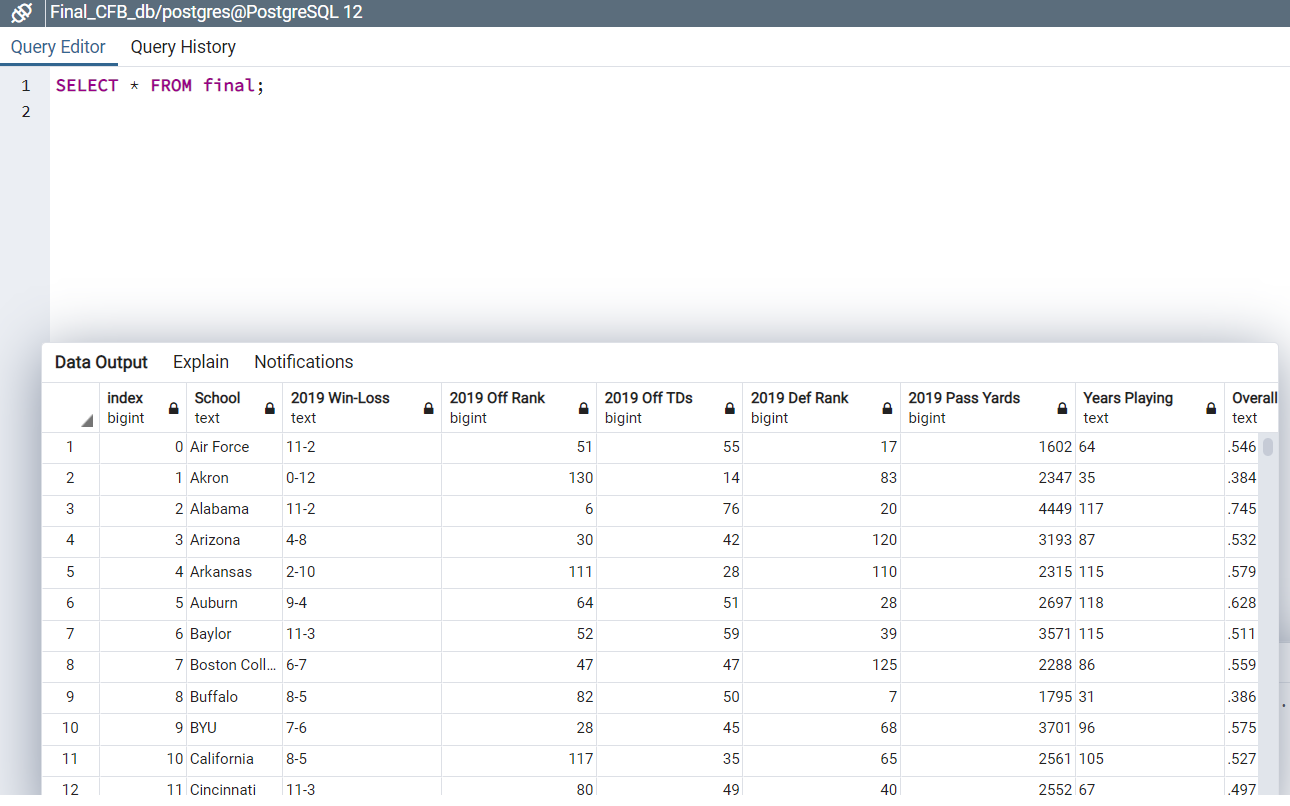 Final_CFB_db/postgres@PostgreSQL 12
Query Editor Query History
1 SELECT * FROM final;
2
Data Output Explain Notifications
index School 2019 Win-Loss 2019 Off Rank 2019 Off TDs 2019 Def Rank 2019 Pass Yards Years Playing Overall
bigint text text bigint bigint bigint bigint text text
1 0 Air Force 11-2 51 55 17 1602 64 .546
2 1 Akron 0-12 130 14 83 2347 35 .384
3 2 Alabama 11-2 6 76 20 4449 117 .745
4 3 Arizona 4-8 30 42 120 3193 87 .532
5 4 Arkansas 2-10 111 28 110 2315 115 .579
6 5 Auburn 9-4 64 51 28 2697 118 .628
7 6 Baylor 11-3 52 59 39 3571 115 .511
8 7 Boston Coll... 6-7 47 47 125 2288 86 .559
9 8 Buffalo 8-5 82 50 7 1795 31 .386
10 9 BYU 7-6 28 45 68 3701 96 .575
11 10 California 8-5 117 35 65 2561 105 .527
12 11 Cincinnati 11-3 80 49 40 2552 67 .497